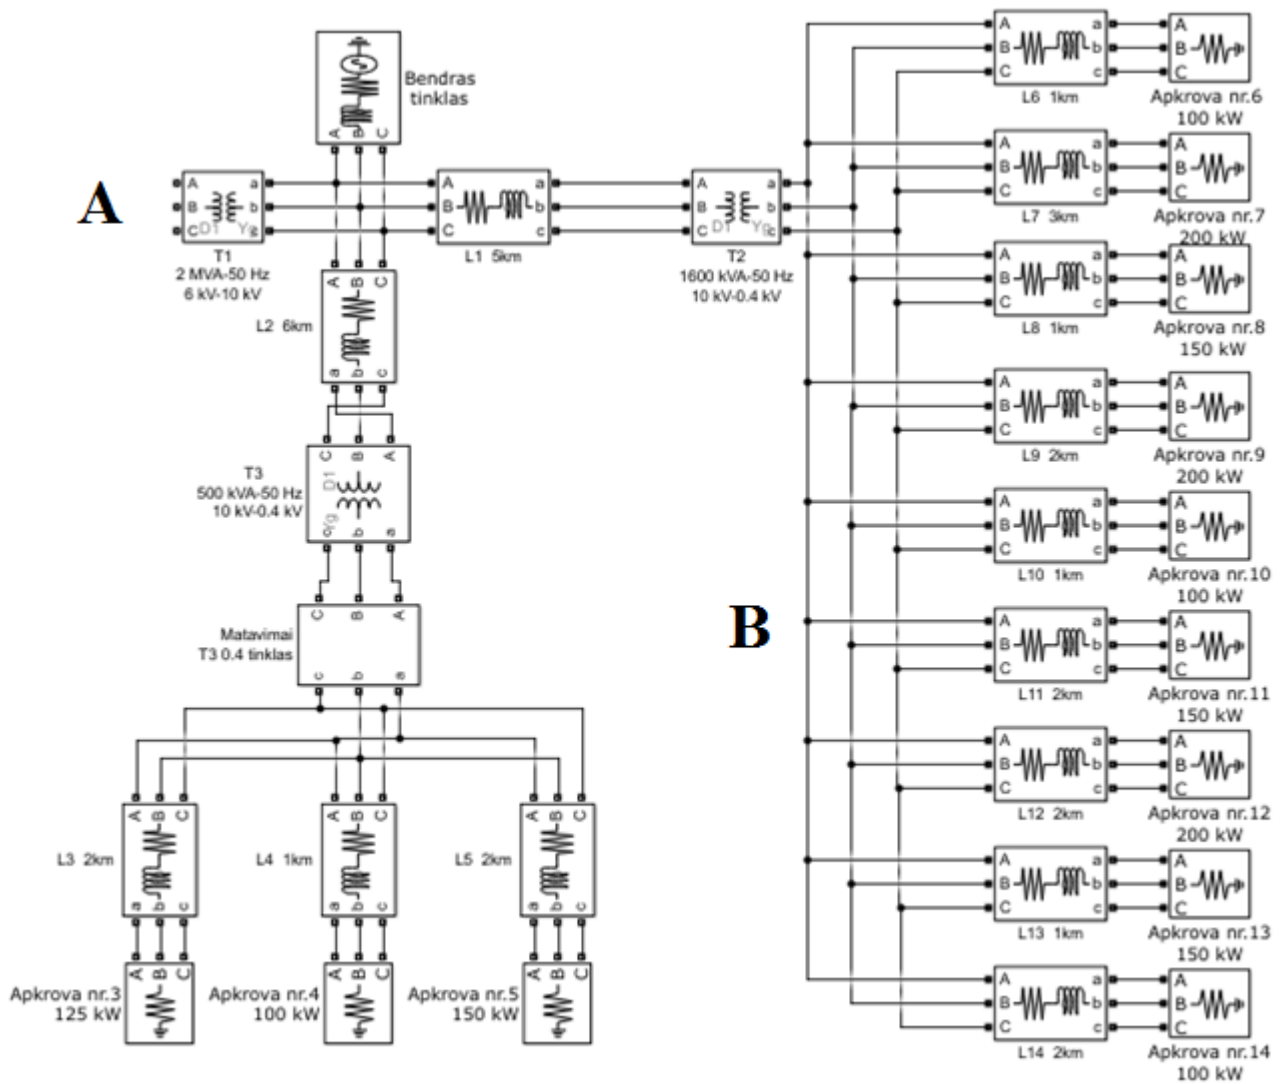 A
Bendras
tinklas
A B C
A a
B b
C D1 Yg c
T1
2 MVA-50 Hz
6 kV-10 kV
A a
B b
C c
L1 5km
A a
B b
C D1 Yg c
T2
1600 kVA-50 Hz
10 kV-0.4 kV
A B C
L2 6km
a b c
C B A
T3
500 kVA-50 Hz
10 kV-0.4 kV
D1
Yg
c b a
C B A
Matavimai
T3 0.4 tinklas
c b a
A B C
L3 2km
a b c
A B C
L4 1km
a b c
A B C
L5 2km
a b c
A B C
Apkrova nr.3
125 kW
A B C
Apkrova nr.4
100 kW
A B C
Apkrova nr.5
150 kW
B
A a A
B b B
C c C
L6 1km
Apkrova nr.6
100 kW
A a A
B b B
C c C
L7 3km
Apkrova nr.7
200 kW
A a A
B b B
C c C
L8 1km
Apkrova nr.8
150 kW
A a A
B b B
C c C
L9 2km
Apkrova nr.9
200 kW
A a A
B b B
C c C
L10 1km
Apkrova nr.10
100 kW
A a A
B b B
C c C
L11 2km
Apkrova nr.11
150 kW
A a A
B b B
C c C
L12 2km
Apkrova nr.12
200 kW
A a A
B b B
C c C
L13 1km
Apkrova nr.13
150 kW
A a A
B b B
C c C
L14 2km
Apkrova nr.14
100 kW